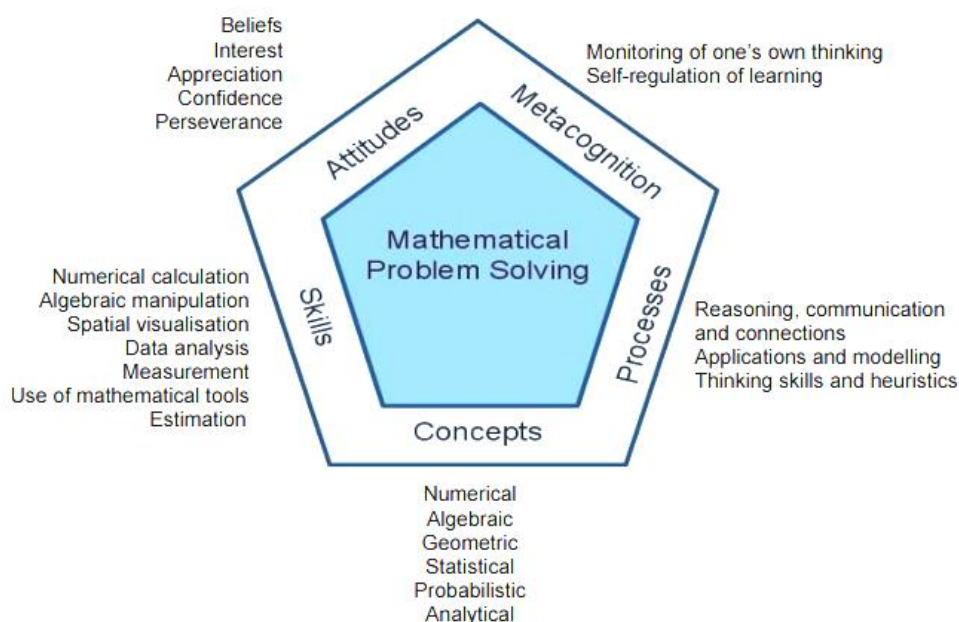 Beliefs
Interest
Appreciation
Confidence
Perseverance
Monitoring of one's own thinking
Self-regulation of learning
Attitudes
Metacognition
Mathematical
Problem Solving
Numerical calculation
Algebraic manipulation
Spatial visualisation
Data analysis
Measurement
Use of mathematical tools
Estimation
Skills
Processes
Reasoning, communication
and connections
Applications and modelling
Thinking skills and heuristics
Concepts
Numerical
Algebraic
Geometric
Statistical
Probabilistic
Analytical